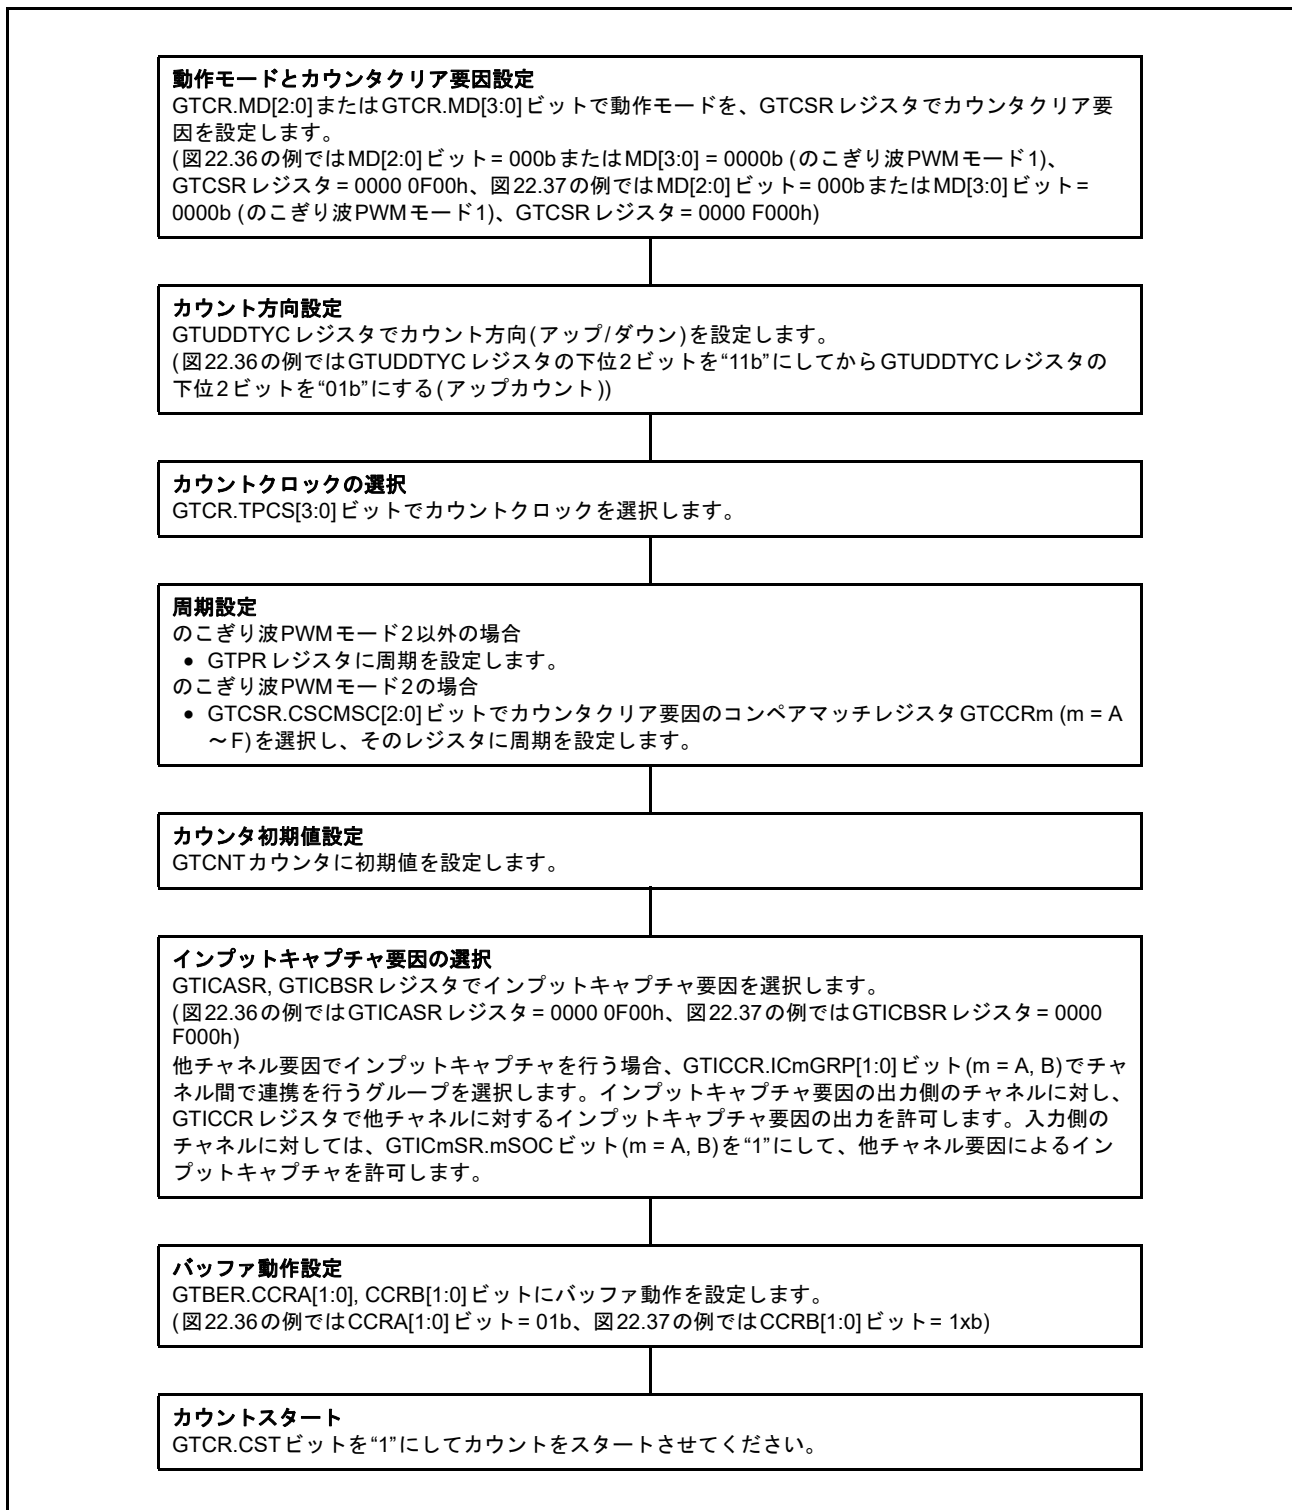 動作モードとカウンタクリア要因設定
GTCR.MD[2:0]またはGTCR.MD[3:0]ビットで動作モードを、GTCSRレジスタでカウンタクリア要
因を設定します。
(図22.36の例ではMD[2:0]ビット= 000bまたはMD[3:0] = 0000b (のこぎり波PWMモード1)、
GTCSRレジスタ= 0000 0F00h、図22.37の例ではMD[2:0]ビット= 000bまたはMD[3:0]ビット=
0000b (のこぎり波PWMモード1)、GTCSRレジスタ= 0000 F000h)
カウント方向設定
GTUDDTYCレジスタでカウント方向(アップ/ダウン)を設定します。
(図22.36の例ではGTUDDTYCレジスタの下位2ビットを“11b”にしてからGTUDDTYCレジスタの
下位2ビットを“01b”にする(アップカウント))
カウントクロックの選択
GTCR.TPCS[3:0]ビットでカウントクロックを選択します。
周期設定
のこぎり波PWMモード2以外の場合
● GTPRレジスタに周期を設定します。
のこぎり波PWMモード2の場合
● GTCSR.CSCMSC[2:0]ビットでカウンタクリア要因のコンペアマッチレジスタGTCCRm (m = A
～F)を選択し、そのレジスタに周期を設定します。
カウンタ初期値設定
GTCNTカウンタに初期値を設定します。
インプットキャプチャ要因の選択
GTICASR, GTICBSRレジスタでインプットキャプチャ要因を選択します。
(図22.36の例ではGTICASRレジスタ= 0000 0F00h、図22.37の例ではGTICBSRレジスタ= 0000
F000h)
他チャネル要因でインプットキャプチャを行う場合、GTICCR.ICmGRP[1:0]ビット(m = A, B)でチャ
ネル間で連携を行うグループを選択します。インプットキャプチャ要因の出力側のチャネルに対し、
GTICCRレジスタで他チャネルに対するインプットキャプチャ要因の出力を許可します。入力側の
チャネルに対しては、GTICmSR.mSOCビット(m = A, B)を“1”にして、他チャネル要因によるイン
プットキャプチャを許可します。
バッファ動作設定
GTBER.CCRA[1:0], CCRB[1:0]ビットにバッファ動作を設定します。
(図22.36の例ではCCRA[1:0]ビット= 01b、図22.37の例ではCCRB[1:0]ビット= 1xb)
カウントスタート
GTCR.CSTビットを“1”にしてカウントをスタートさせてください。